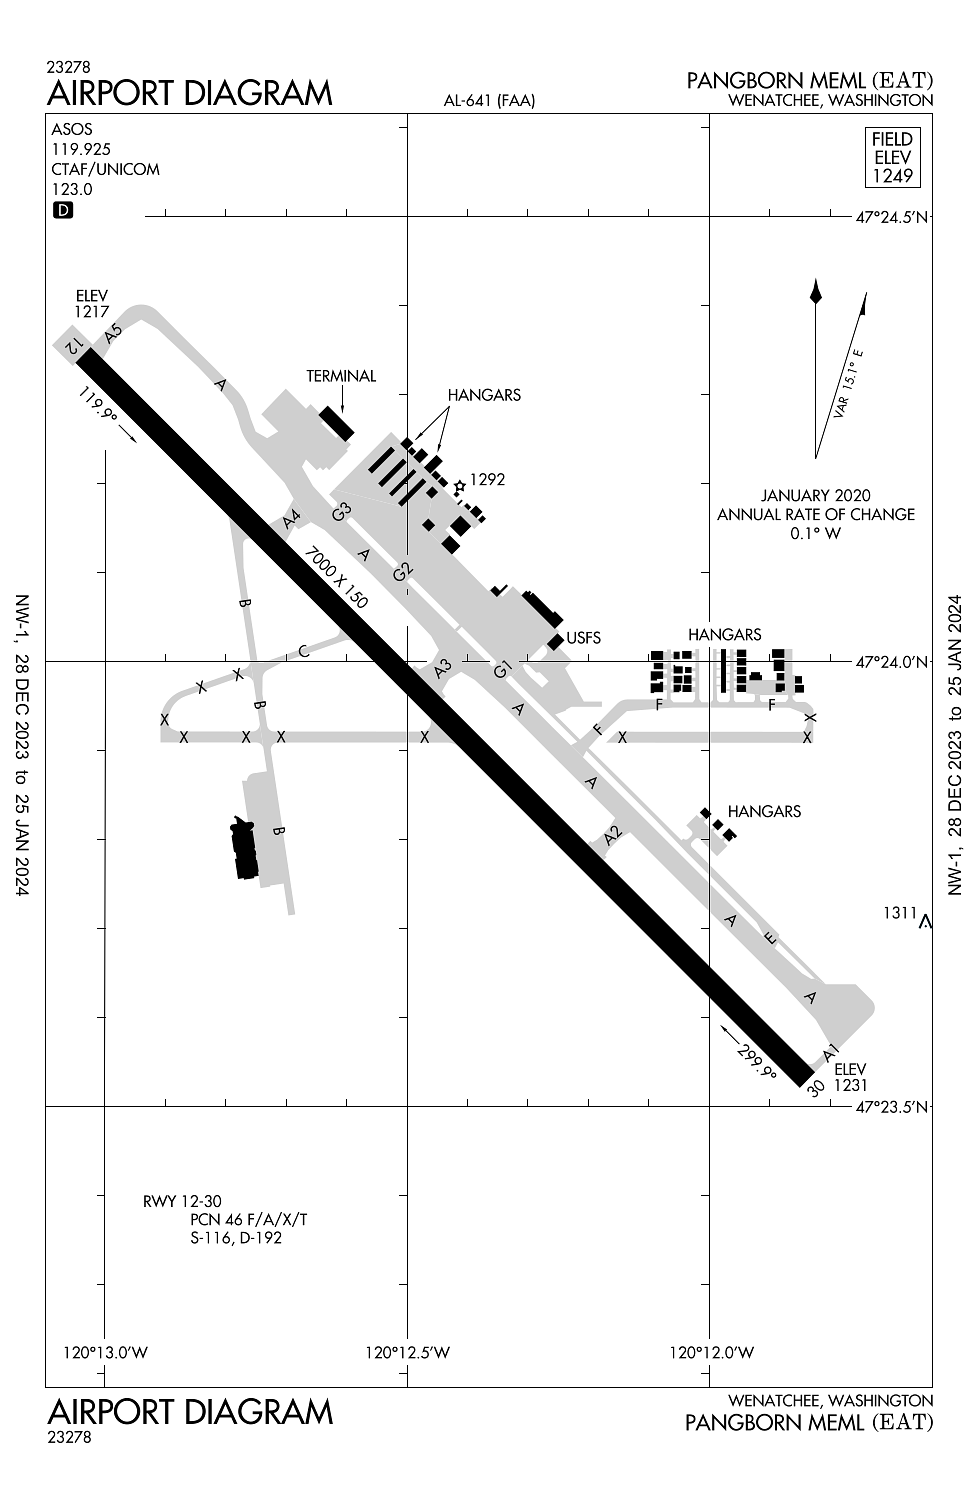 23278
AIRPORT DIAGRAM
AL-641 (FAA)
PANGBORN MEML (EAT)
WENATCHEE, WASHINGTON
ASOS
119.925
CTAF/UNICOM
123.0
D
FIELD
ELEV
1249
47°24.5'N
ELEV
1217
12
A5
A
119.9°
TERMINAL
HANGARS
1292
VAR 15.1° E
JANUARY 2020
ANNUAL RATE OF CHANGE
0.1° W
A4
G3
A
G2
7000 X 150
B
C
X
X
X
B
A3
G1
USFS
HANGARS
47°24.0'N
A
F
F
F
X
X
X
X
X
X
X
A
B
A2
HANGARS
1311
A
E
A
A1
299.9°
30
ELEV
1231
47°23.5'N
RWY 12-30
PCN 46 F/A/X/T
S-116, D-192
120°13.0'W
120°12.5'W
120°12.0'W
NW-1, 28 DEC 2023 to 25 JAN 2024
NW-1, 28 DEC 2023 to 25 JAN 2024
AIRPORT DIAGRAM
23278
WENATCHEE, WASHINGTON
PANGBORN MEML (EAT)